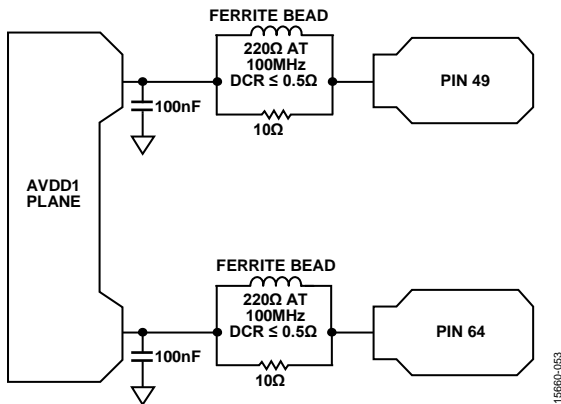 FERRITE BEAD
220Ω AT
100MHz
DCR ≤ 0.5Ω
PIN 49
100nF
10Ω
AVDD1
PLANE
FERRITE BEAD
220Ω AT
100MHz
DCR ≤ 0.5Ω
PIN 64
100nF
10Ω
15660-053